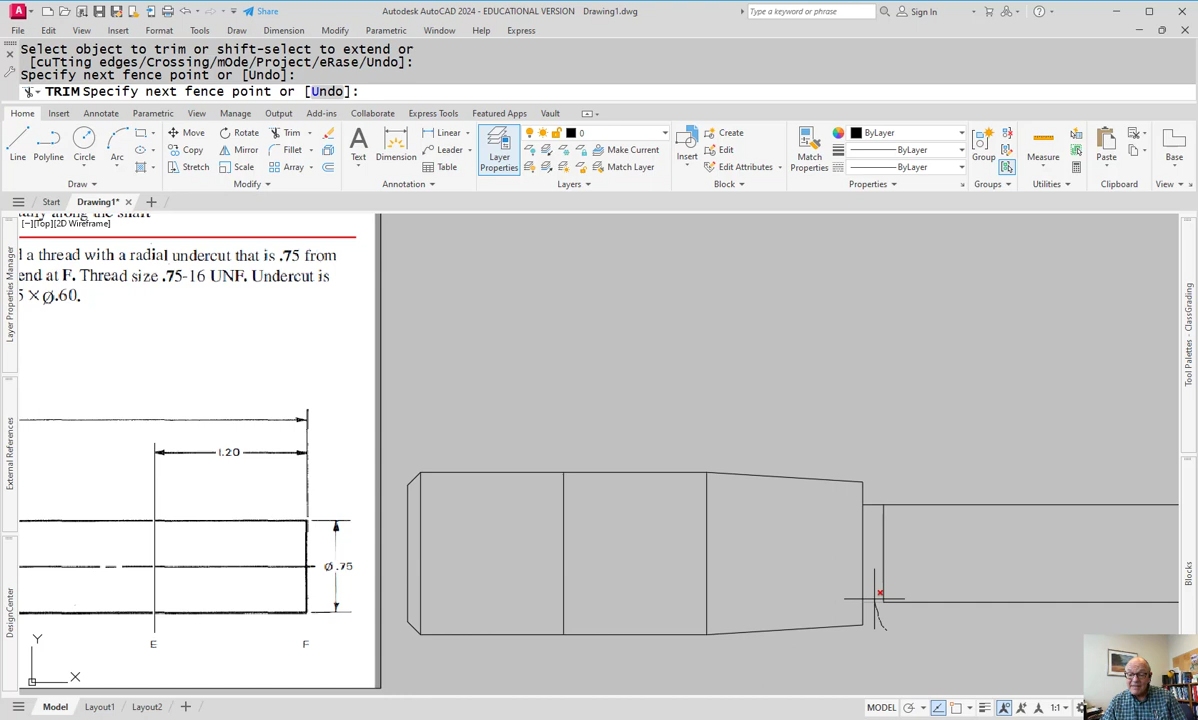 Share
Autodesk AutoCAD 2024 - EDUCATIONAL VERSION Drawing1.dwg
Type a keyword or phrase
Sign In
File Edit View Insert Format Tools Draw Dimension Modify Parametric Window Help Express
Select object to trim or shift-select to extend or
[cuTting edges/Crossing/mOde/Project/eRase/Undo]:
Specify next fence point or [Undo]:
TRIM Specify next fence point or [Undo]:
Home Insert Annotate Parametric View Manage Output Add-ins Collaborate Express Tools Featured Apps Vault
Line Polyline Circle Arc
Move Rotate Trim
Copy Mirror Fillet
Stretch Scale Array
Text Dimension
Linear
Leader
Table
Layer Properties
0
Make Current
Match Layer
Insert
Create
Edit
Edit Attributes
Match Properties
ByLayer
ByLayer
ByLayer
Group
Measure
Paste
Base
Draw Modify Annotation Layers Block Properties Groups Utilities Clipboard View
Start Drawing1*
[−][Top][2D Wireframe]
l a thread with a radial undercut that is .75 from
end at F. Thread size .75-16 UNF. Undercut is
5 × Ø.60.
1.20
Ø.75
E F
Y
X
Layer Properties Manager
External References
DesignCenter
Tool Palettes - ClassGrading
Blocks
Model Layout1 Layout2
MODEL
1:1